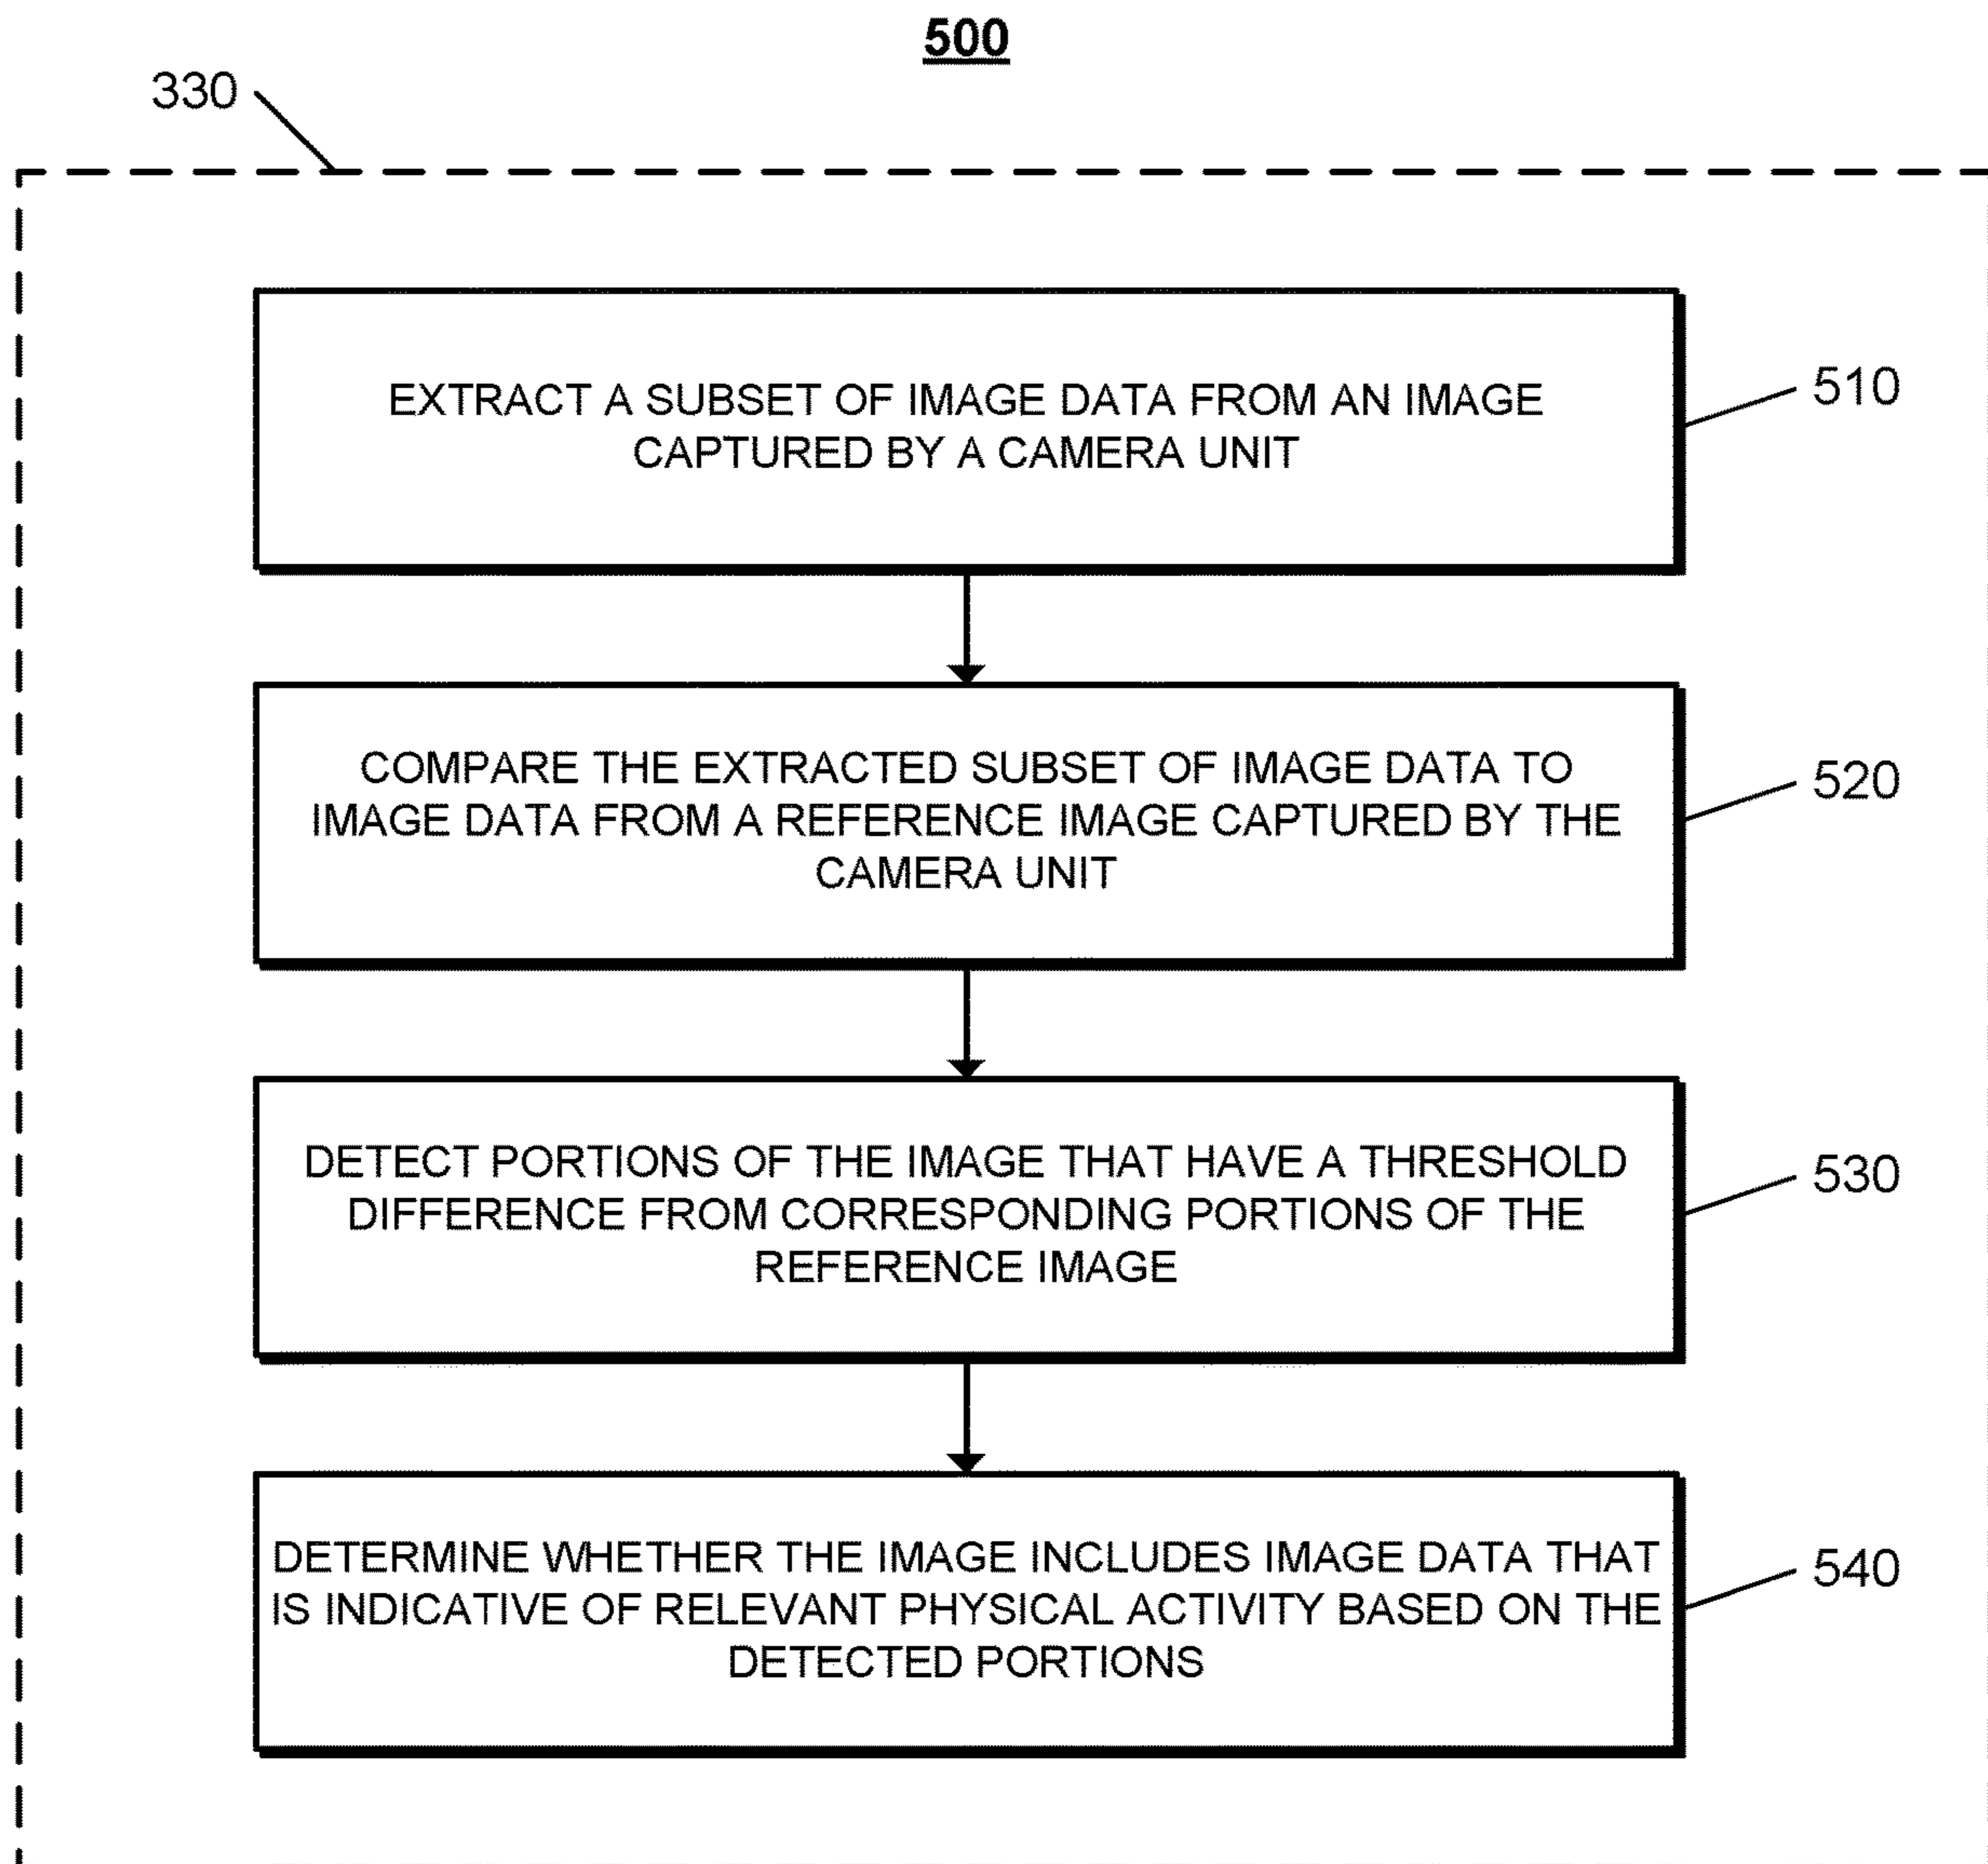 500
330
EXTRACT A SUBSET OF IMAGE DATA FROM AN IMAGE
CAPTURED BY A CAMERA UNIT
510
COMPARE THE EXTRACTED SUBSET OF IMAGE DATA TO
IMAGE DATA FROM A REFERENCE IMAGE CAPTURED BY THE
CAMERA UNIT
520
DETECT PORTIONS OF THE IMAGE THAT HAVE A THRESHOLD
DIFFERENCE FROM CORRESPONDING PORTIONS OF THE
REFERENCE IMAGE
530
DETERMINE WHETHER THE IMAGE INCLUDES IMAGE DATA THAT
IS INDICATIVE OF RELEVANT PHYSICAL ACTIVITY BASED ON THE
DETECTED PORTIONS
540